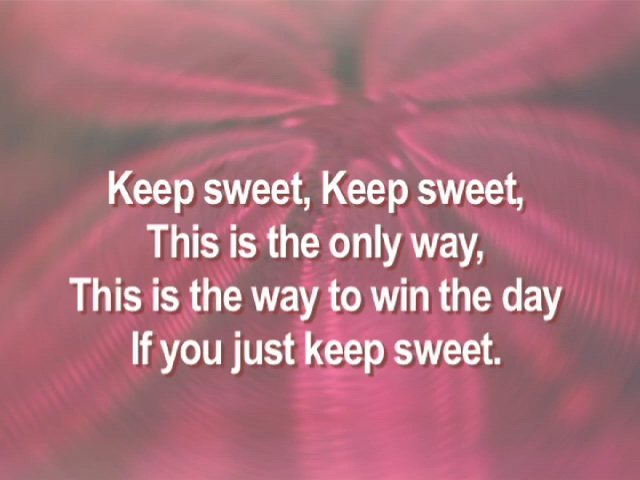 Keep sweet, Keep sweet,
This is the only way,
This is the way to win the day
If you just keep sweet.